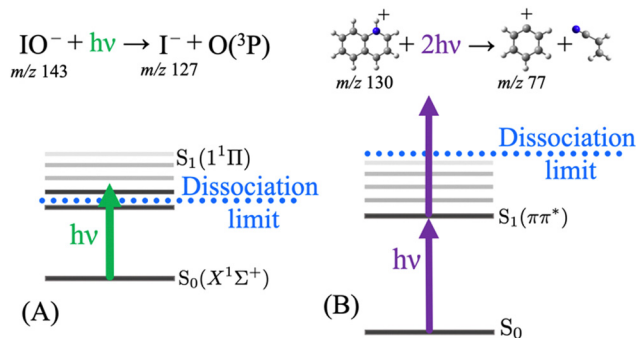 IO⁻ + hν → I⁻ + O(³P)
m/z 143 m/z 127
+ + 2hν → + +
m/z 130 m/z 77
S₁(1¹Π)
Dissociation
limit
hν
S₀(X¹Σ⁺)
(A)
Dissociation
limit
S₁(ππ*)
hν
S₀
(B)